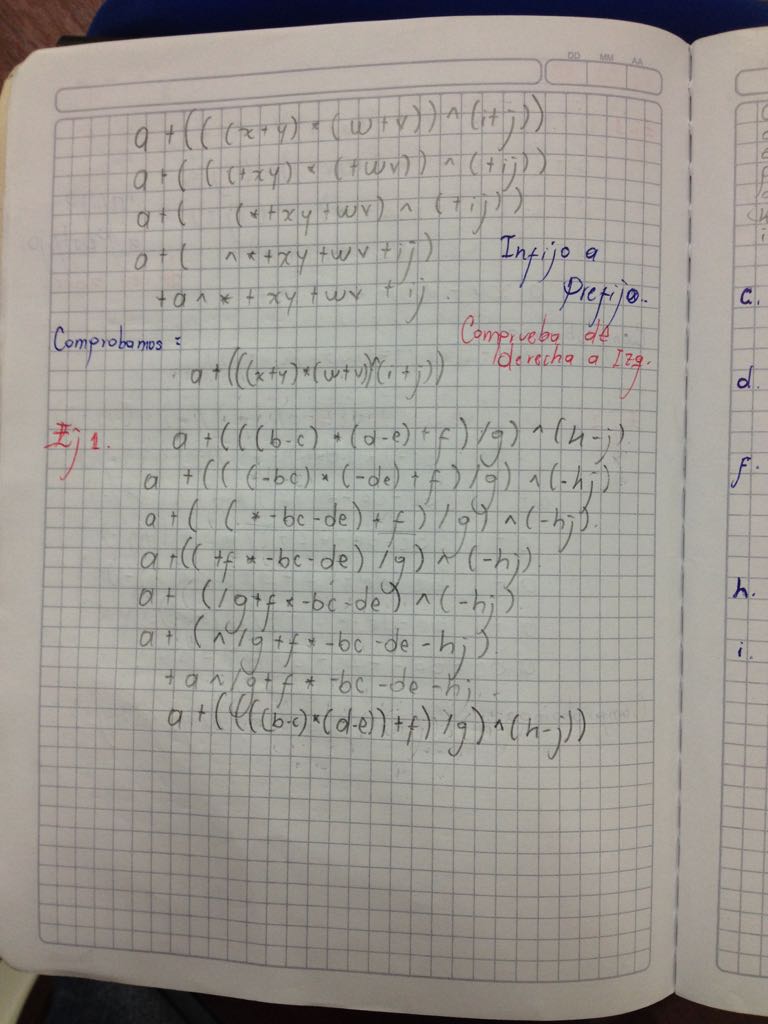 DD MM AA
a + (((x+y) * (w+v)) ^ (i+j))
a + (((+xy) * (+wv)) ^ (+ij))
a + ( (*+xy+wv) ^ (+ij))
a + ( ^*+xy+wv+ij)
+a^*+xy+wv+ij.
Infijo a
Prefijo.
Comprobamos:
Comprueba de
derecha a Izq.
a + (((x+y)*(w+v))^(i+j))
Ej 1. a + (((b-c) * (d-e) + f) /g) ^ (h-j)
a + (((-bc) * (-de) + f) /g) ^ (-hj)
a + ( ( *-bc-de) + f) /g) ^ (-hj).
a + (( +f*-bc-de) /g) ^ (-hj)
a + (/g+f*-bc-de) ^ (-hj).
a + (^/g+f*-bc-de-hj).
+a^/g+f*-bc-de-hj.
a + ((((b-c)*(d-e))+f) /g) ^ (h-j))
c.
d.
f.
h.
i.